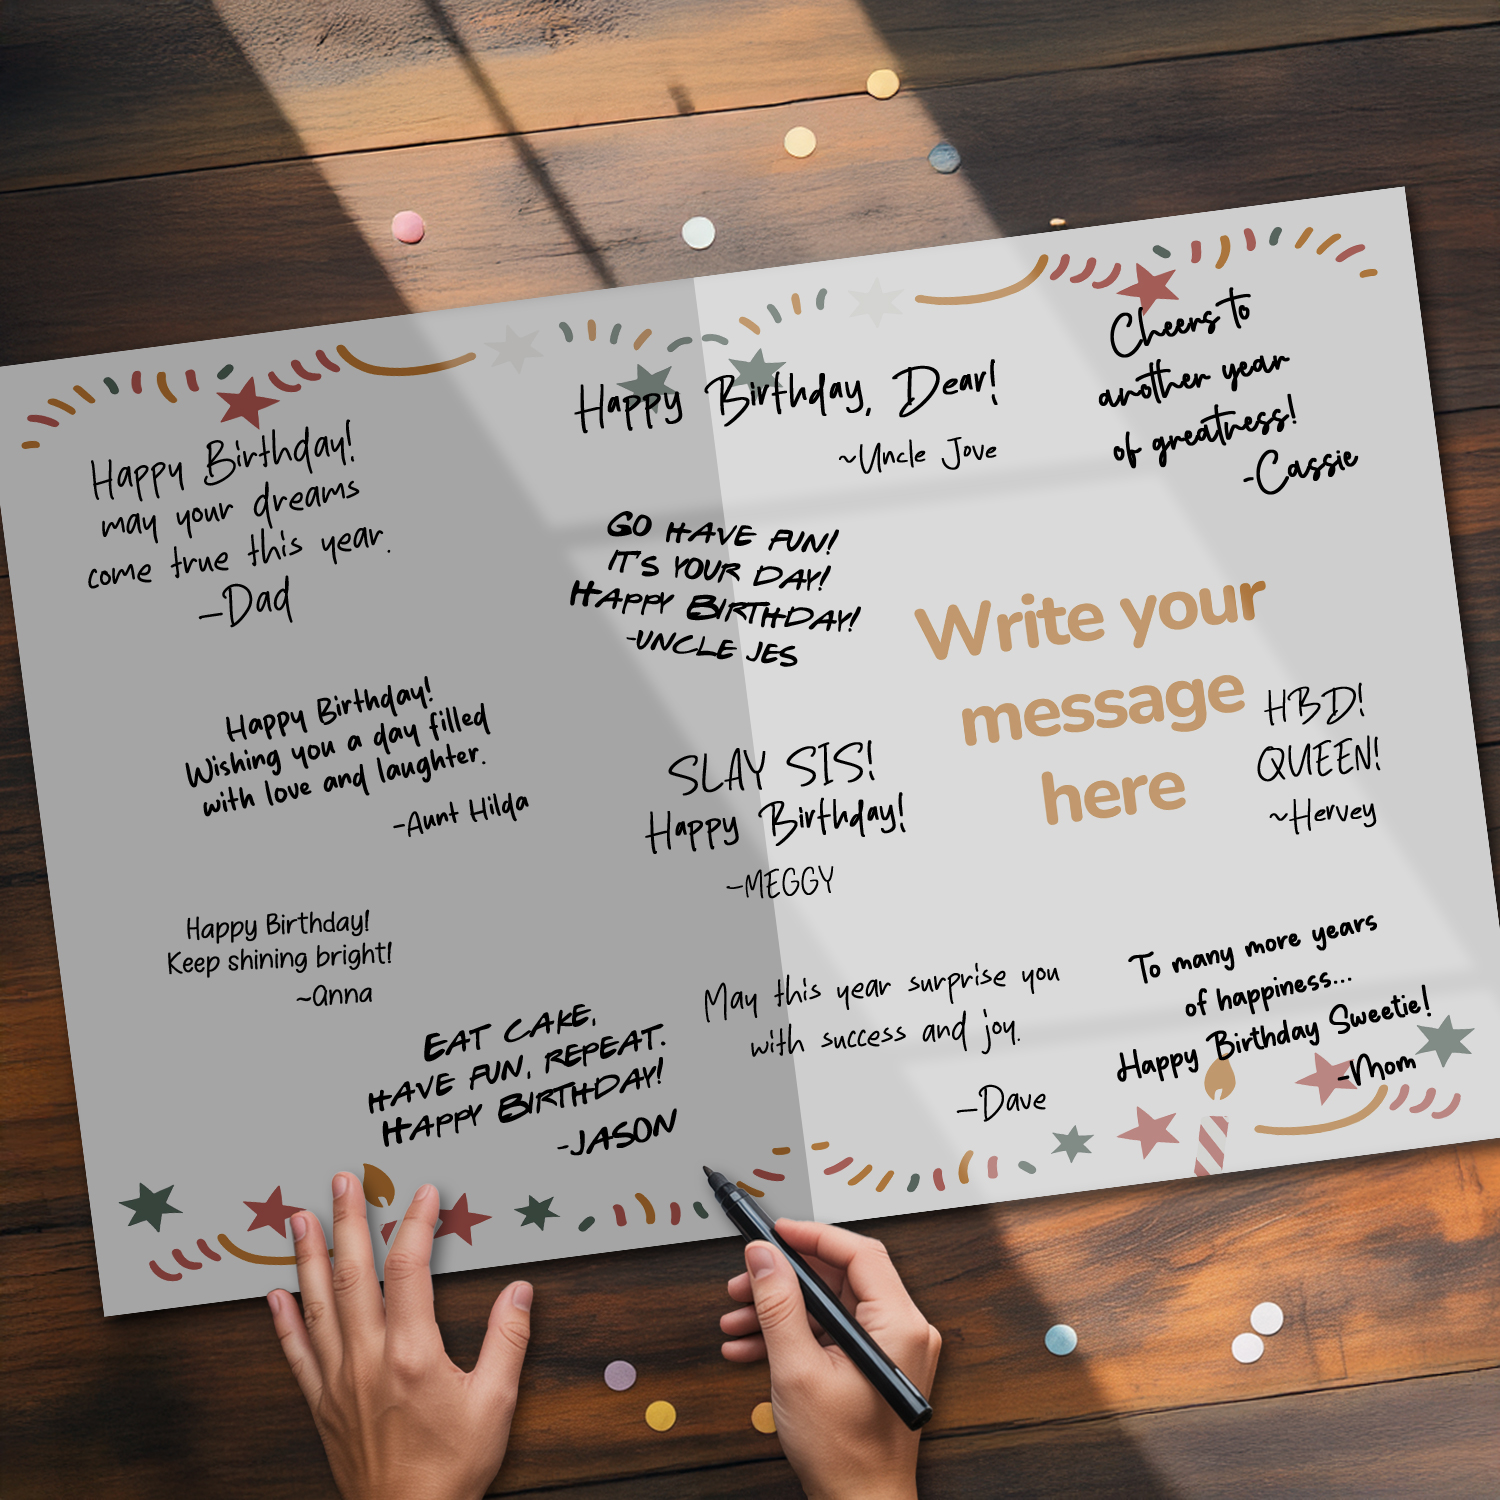 Happy Birthday!
may your dreams
come true this year.
-Dad
Happy Birthday!
Wishing you a day filled
with love and laughter.
-Aunt Hilda
Happy Birthday!
Keep shining bright!
~Anna
EAT CAKE,
HAVE FUN, REPEAT.
HAPPY BIRTHDAY!
-JASON
Happy Birthday, Dear!
~Uncle Jove
GO HAVE FUN!
IT'S YOUR DAY!
HAPPY BIRTHDAY!
-UNCLE JES
SLAY SIS!
Happy Birthday!
-MEGGY
May this year surprise you
with success and joy.
-Dave
Cheers to
another year
of greatness!
-Cassie
Write your
message
here
HBD!
QUEEN!
~Hervey
To many more years
of happiness...
Happy Birthday Sweetie!
-Mom